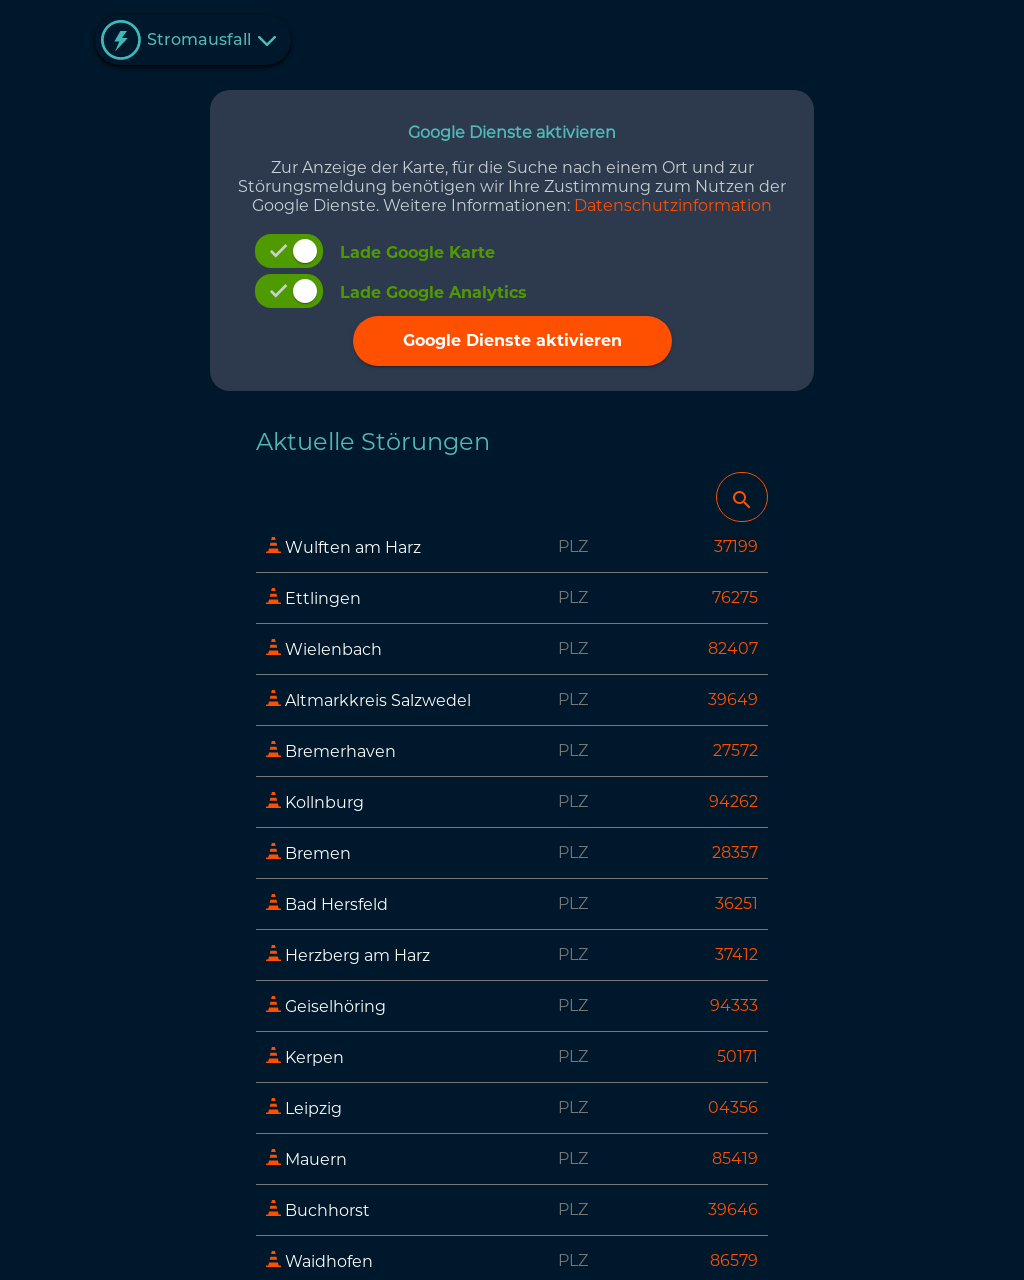 Stromausfall
Google Dienste aktivieren
Zur Anzeige der Karte, für die Suche nach einem Ort und zur
Störungsmeldung benötigen wir Ihre Zustimmung zum Nutzen der
Google Dienste. Weitere Informationen: Datenschutzinformation
Lade Google Karte
Lade Google Analytics
Google Dienste aktivieren
Aktuelle Störungen
Wulften am Harz PLZ 37199
Ettlingen PLZ 76275
Wielenbach PLZ 82407
Altmarkkreis Salzwedel PLZ 39649
Bremerhaven PLZ 27572
Kollnburg PLZ 94262
Bremen PLZ 28357
Bad Hersfeld PLZ 36251
Herzberg am Harz PLZ 37412
Geiselhöring PLZ 94333
Kerpen PLZ 50171
Leipzig PLZ 04356
Mauern PLZ 85419
Buchhorst PLZ 39646
Waidhofen PLZ 86579